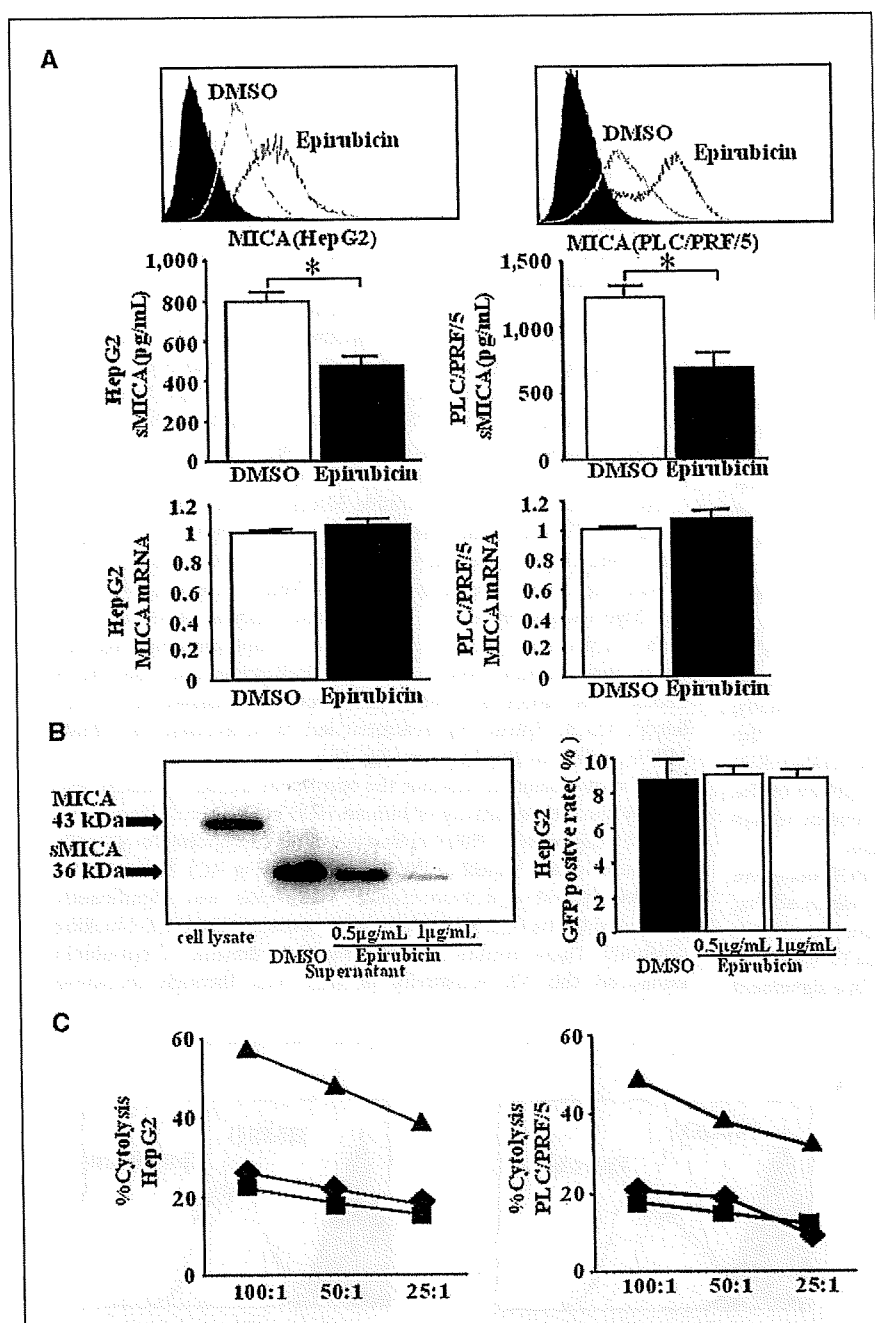 A
DMSO
Epirubicin
MICA(HepG2)
DMSO
Epirubicin
MICA(PLC/PRF/5)
HepG2
sMICA(pg/mL)
1,000
800
600
400
200
0
*
DMSO Epirubicin
PLC/PRF/5
sMICA(pg/mL)
1,500
1,000
500
0
*
DMSO Epirubicin
HepG2
MICA mRNA
1.2
1
0.8
0.6
0.4
0.2
0
DMSO Epirubicin
PLC/PRF/5
MICA mRNA
1.2
1
0.8
0.6
0.4
0.2
0
DMSO Epirubicin
B
MICA
43 kDa
sMICA
36 kDa
cell lysate
DMSO
0.5µg/mL 1µg/mL
Epirubicin
Supernatant
HepG2
GFP positive rate(%)
10
8
6
4
2
0
DMSO
0.5µg/mL 1µg/mL
Epirubicin
C
%Cytolysis
HepG2
60
40
20
0
100:1 50:1 25:1
%Cytolysis
PLC/PRF/5
60
40
20
0
100:1 50:1 25:1